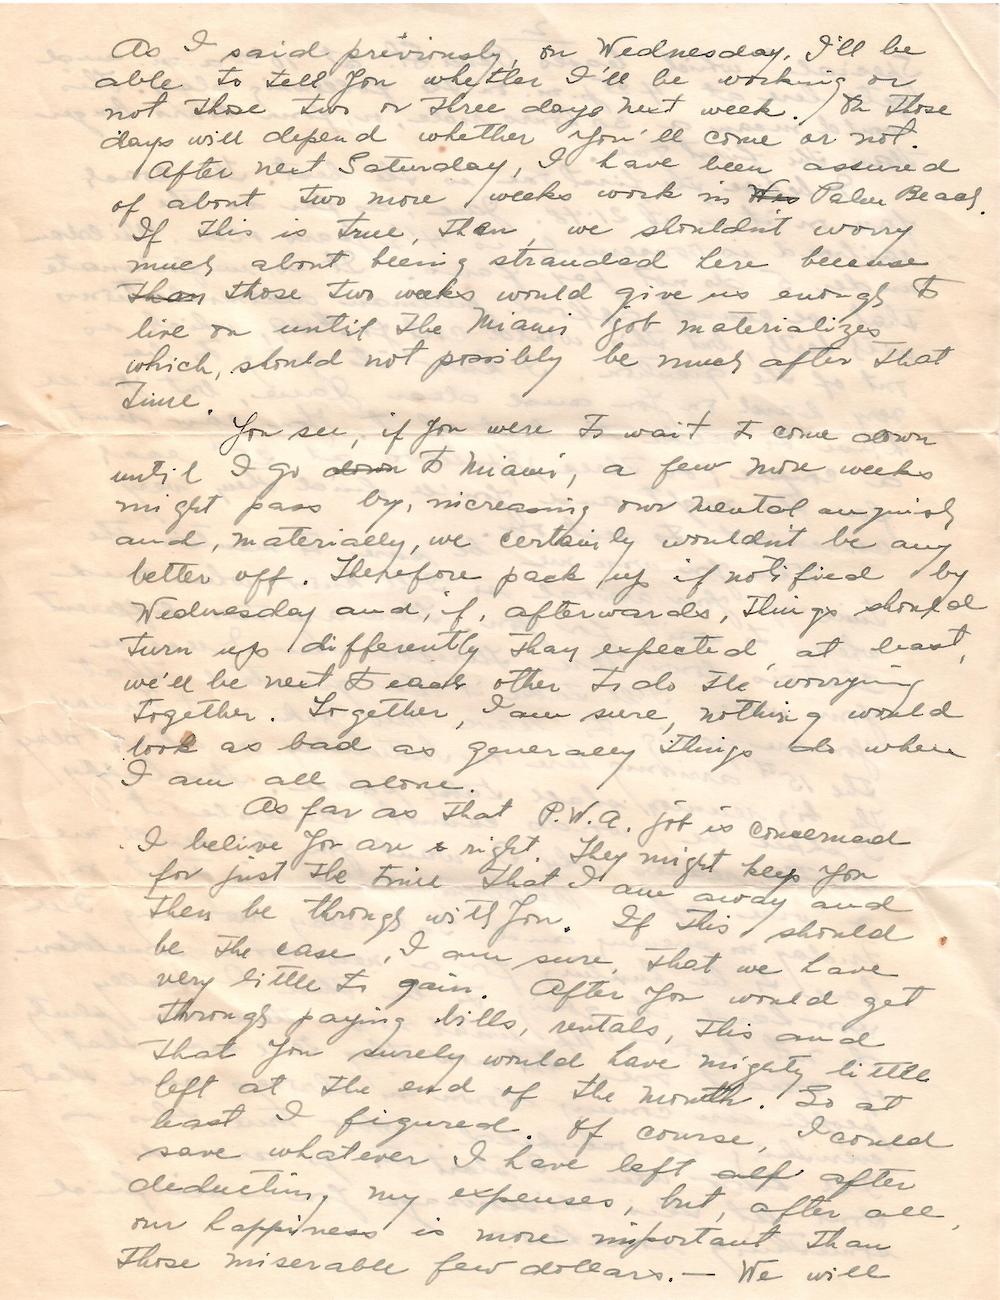 As I said previously, on Wednesday, I'll be
able to tell you whether I'll be working or
not those two or three days next week. On those
days will depend whether you'll come or not.
After next Saturday, I have been assured
of about two more weeks work in Palm Beach.
If this is true, then, we shouldn't worry
much about being stranded here because
than those two weeks would give us enough to
live on until the Miami job materializes
which, should not possibly be much after that
time.
You see, if you were to wait to come down
until I go down to Miami, a few more weeks
might pass by, increasing our mental anguish
and, materially, we certainly wouldn't be any
better off. Therefore pack up if notified by
Wednesday and, if, afterwards, things should
turn up differently than expected, at least,
we'll be next to each other to do the worrying
together. Together, I am sure, nothing would
look as bad as generally things do when
I am all alone.
As far as that P.W.A. job is concerned
I belive you are right. They might keep you
for just the time that I am away and
then be through with you. If this should
be the case, I am sure, that we have
very little to gain. After you would get
through paying bills, rentals, this and
that you surely would have mighty little
left at the end of the month. So at
least I figured. Of course, I could
save whatever I have left after
deducting my expenses, but, after all,
our happiness is more important than
those miserable few dollars. — We will